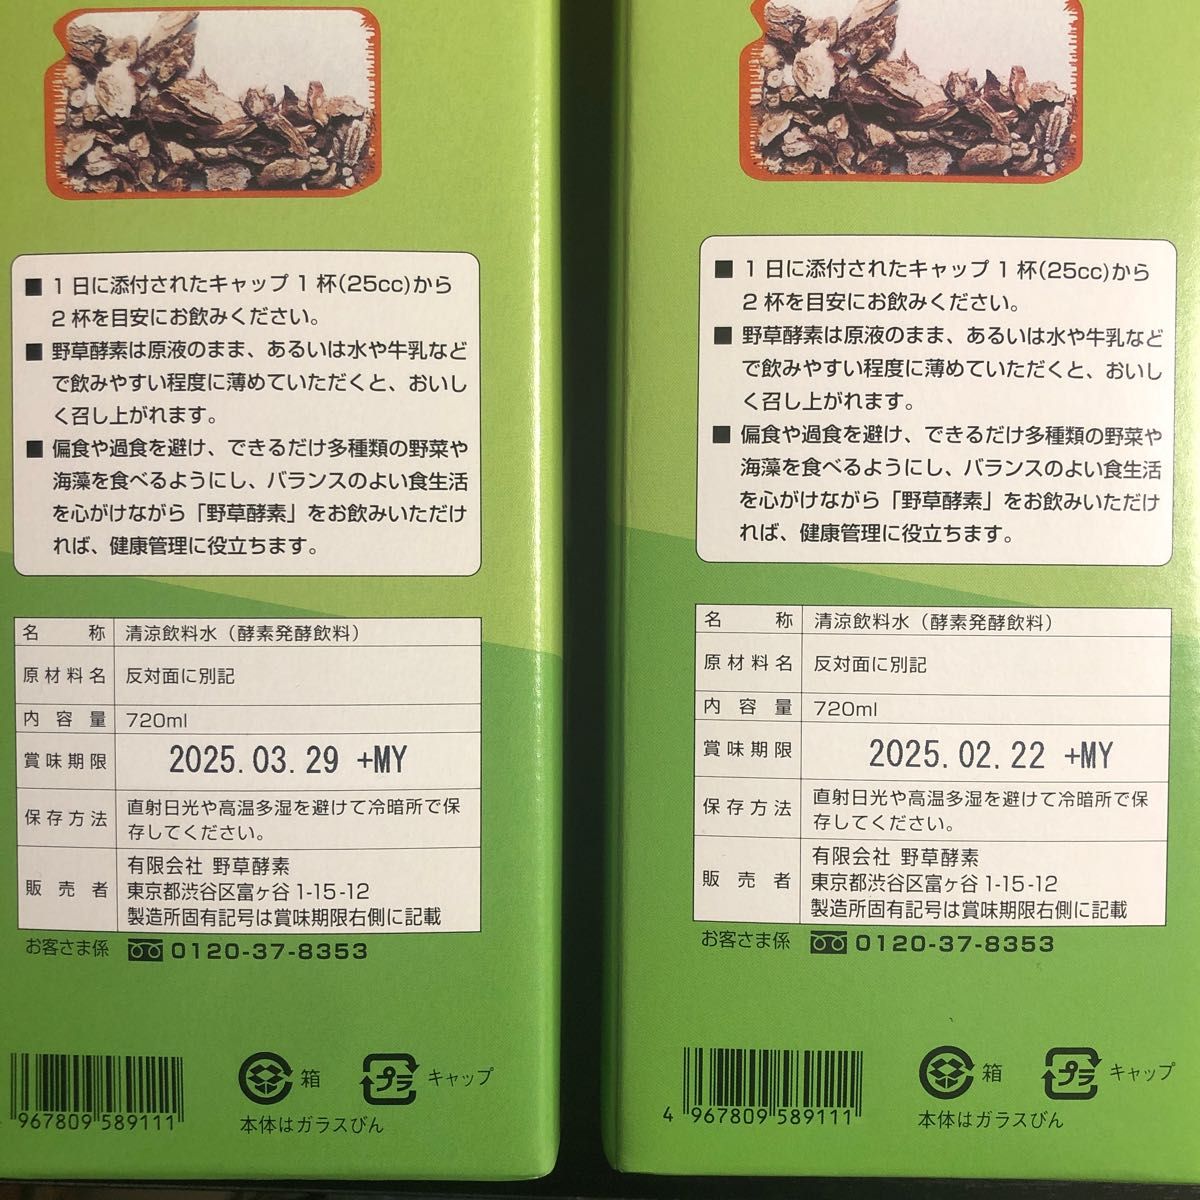 ■ 1日に添付されたキャップ1杯(25cc)から
2杯を目安にお飲みください。
■ 野草酵素は原液のまま、あるいは水や牛乳など
で飲みやすい程度に薄めていただくと、おいし
く召し上がれます。
■ 偏食や過食を避け、できるだけ多種類の野菜や
海藻を食べるようにし、バランスのよい食生活
を心がけながら「野草酵素」をお飲みいただけ
れば、健康管理に役立ちます。
名称 清涼飲料水（酵素発酵飲料）
原材料名 反対面に別記
内容量 720ml
賞味期限 2025.03.29 +MY
保存方法 直射日光や高温多湿を避けて冷暗所で保
存してください。
販売者 有限会社 野草酵素
東京都渋谷区富ヶ谷1-15-12
製造所固有記号は賞味期限右側に記載
お客さま係 0120-37-8353
967809 589111
箱
プラ キャップ
本体はガラスびん
■ 1日に添付されたキャップ1杯(25cc)から
2杯を目安にお飲みください。
■ 野草酵素は原液のまま、あるいは水や牛乳など
で飲みやすい程度に薄めていただくと、おいし
く召し上がれます。
■ 偏食や過食を避け、できるだけ多種類の野菜や
海藻を食べるようにし、バランスのよい食生活
を心がけながら「野草酵素」をお飲みいただけ
れば、健康管理に役立ちます。
名称 清涼飲料水（酵素発酵飲料）
原材料名 反対面に別記
内容量 720ml
賞味期限 2025.02.22 +MY
保存方法 直射日光や高温多湿を避けて冷暗所で保
存してください。
販売者 有限会社 野草酵素
東京都渋谷区富ヶ谷1-15-12
製造所固有記号は賞味期限右側に記載
お客さま係 0120-37-8353
4 967809 589111
箱
プラ キャップ
本体はガラスびん